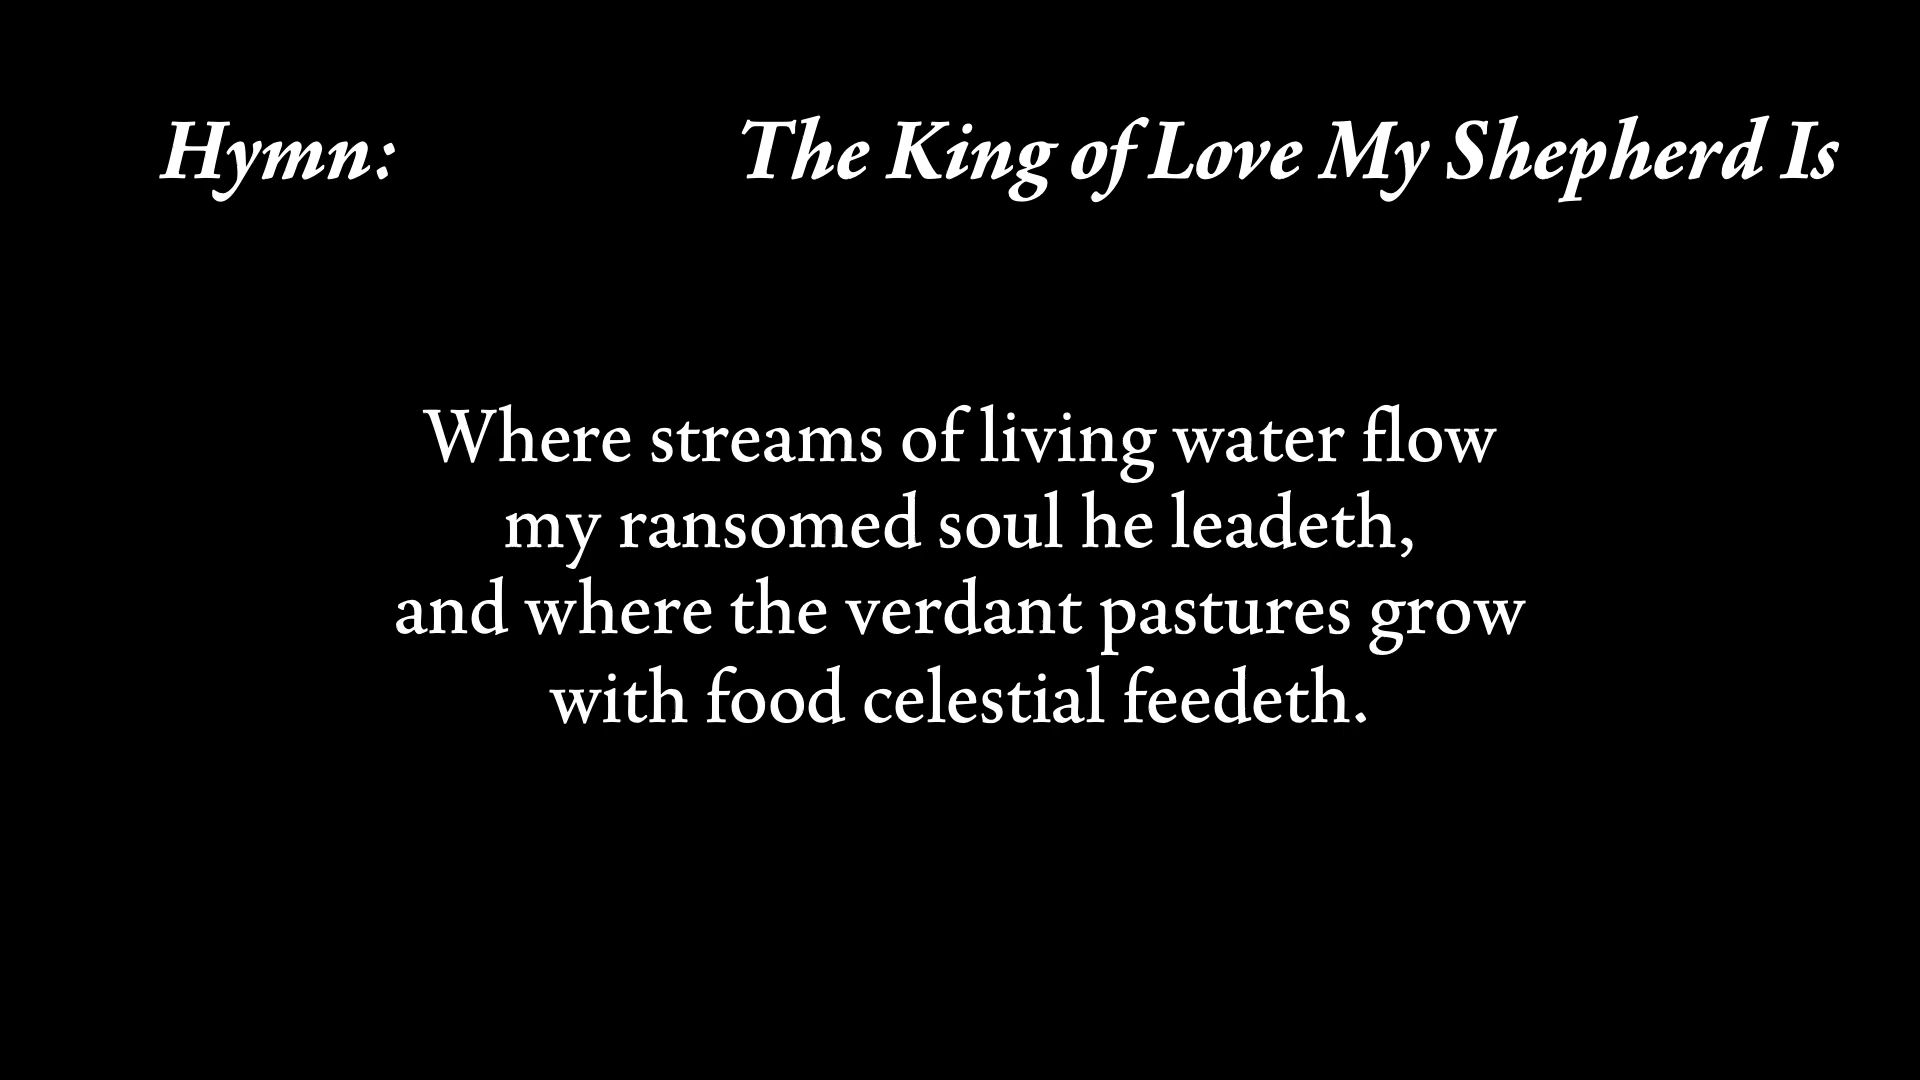 Hymn: The King of Love My Shepherd Is
Where streams of living water flow
my ransomed soul he leadeth,
and where the verdant pastures grow
with food celestial feedeth.